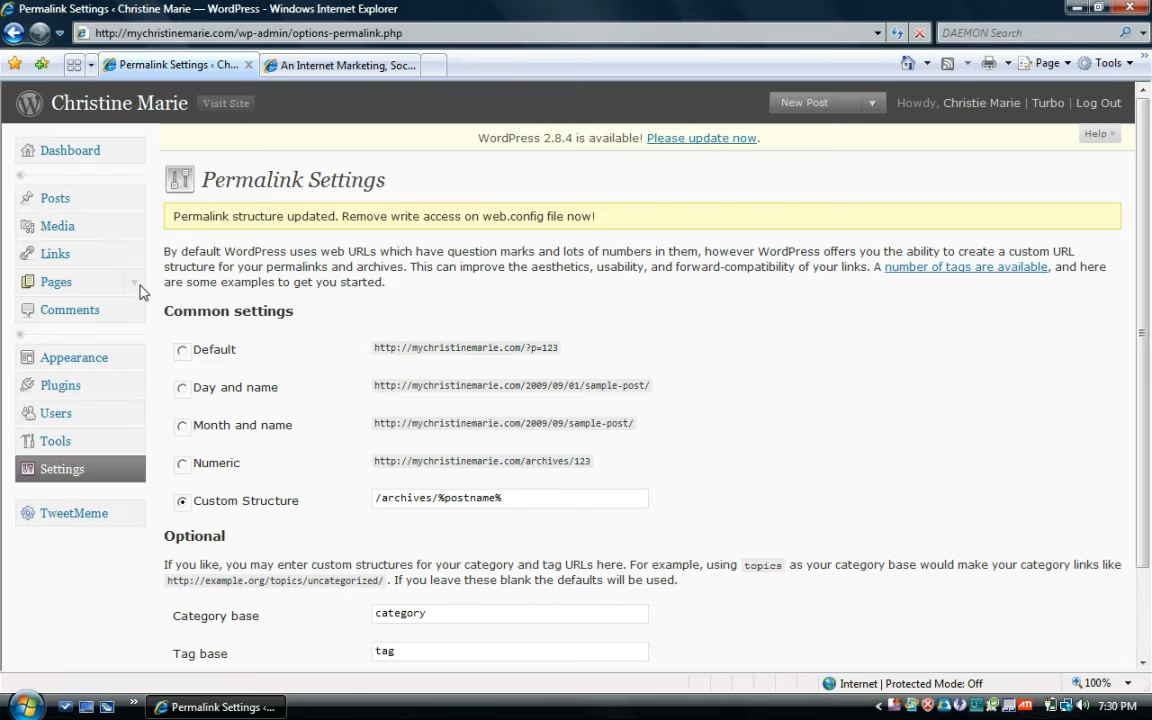 Permalink Settings ‹ Christine Marie — WordPress - Windows Internet Explorer
http://mychristinemarie.com/wp-admin/options-permalink.php
DAEMON Search
Permalink Settings ‹ Ch...
An Internet Marketing, Soc...
Page
Tools
Christine Marie
Visit Site
New Post
Howdy, Christie Marie | Turbo | Log Out
WordPress 2.8.4 is available! Please update now.
Help
Dashboard
Posts
Media
Links
Pages
Comments
Appearance
Plugins
Users
Tools
Settings
TweetMeme
Permalink Settings
Permalink structure updated. Remove write access on web.config file now!
By default WordPress uses web URLs which have question marks and lots of numbers in them, however WordPress offers you the ability to create a custom URL
structure for your permalinks and archives. This can improve the aesthetics, usability, and forward-compatibility of your links. A number of tags are available, and here
are some examples to get you started.
Common settings
Default http://mychristinemarie.com/?p=123
Day and name http://mychristinemarie.com/2009/09/01/sample-post/
Month and name http://mychristinemarie.com/2009/09/sample-post/
Numeric http://mychristinemarie.com/archives/123
Custom Structure /archives/%postname%
Optional
If you like, you may enter custom structures for your category and tag URLs here. For example, using topics as your category base would make your category links like
http://example.org/topics/uncategorized/ . If you leave these blank the defaults will be used.
Category base category
Tag base tag
Internet | Protected Mode: Off
100%
Permalink Settings ‹...
7:30 PM